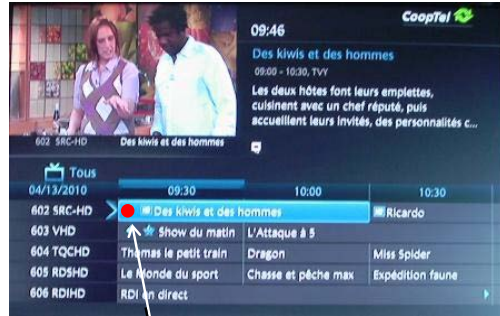 CoopTel
09:46
Des kiwis et des hommes
09:00 - 10:30, TVY
Les deux hôtes font leurs emplettes,
cuisinent avec un chef réputé, puis
accueillent leurs invités, des personnalités c...
602 SRC-HD Des kiwis et des hommes
Tous
04/13/2010 09:30 10:00 10:30
602 SRC-HD Des kiwis et des hommes Ricardo
603 VHD Show du matin L'Attaque à 5
604 TQCHD Thomas le petit train Dragon Miss Spider
605 RDSHD Le Monde du sport Chasse et pêche max Expédition faune
606 RDIHD RDI en direct